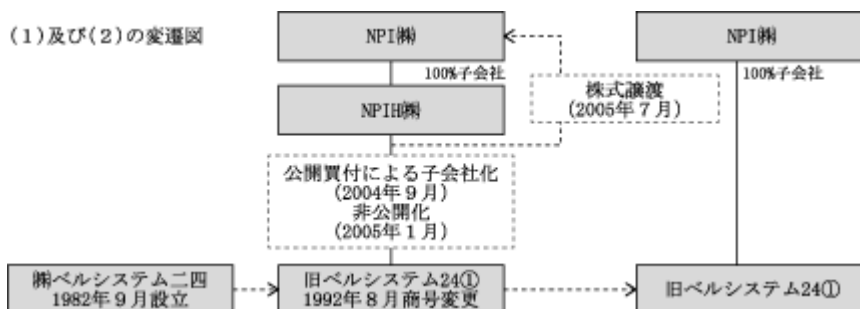 (1)及び(2)の変遷図
NPI㈱
NPI㈱
100%子会社
100%子会社
株式譲渡
(2005年7月)
NPIH㈱
公開買付による子会社化
(2004年9月)
非公開化
(2005年1月)
㈱ベルシステム二四
1982年9月設立
旧ベルシステム24①
1992年8月商号変更
旧ベルシステム24①